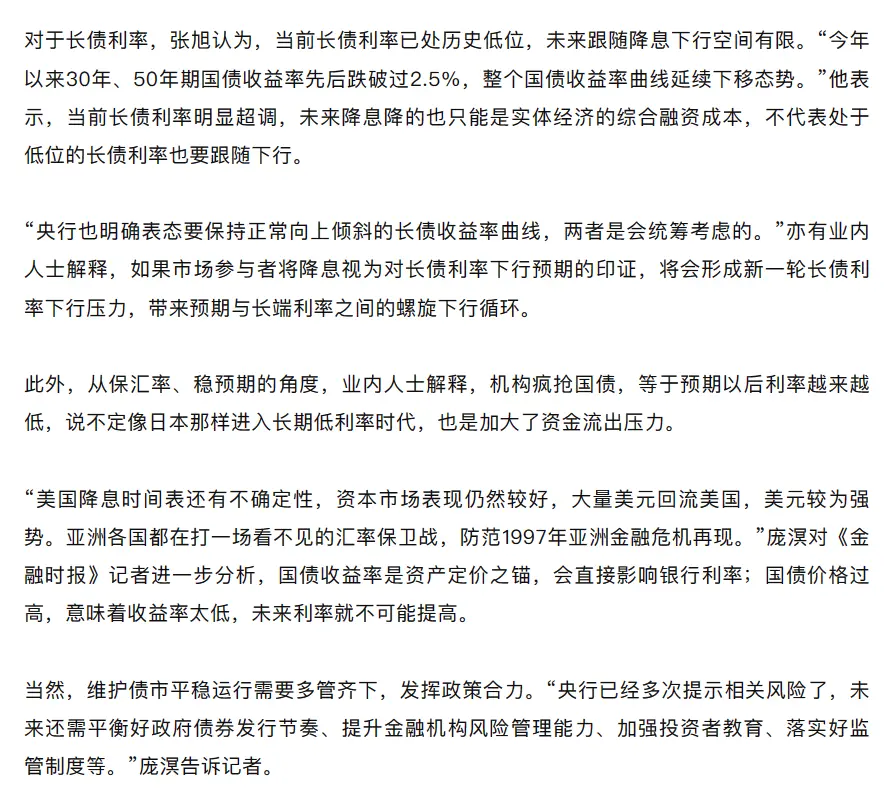 对于长债利率，张旭认为，当前长债利率已处历史低位，未来跟随降息下行空间有限。“今年
以来30年、50年期国债收益率先后跌破过2.5%，整个国债收益率曲线延续下移态势。”他表
示，当前长债利率明显超调，未来降息降的也只能是实体经济的综合融资成本，不代表处于
低位的长债利率也要跟随下行。
“央行也明确表态要保持正常向上倾斜的长债收益率曲线，两者是会统筹考虑的。”亦有业内
人士解释，如果市场参与者将降息视为对长债利率下行预期的印证，将会形成新一轮长债利
率下行压力，带来预期与长端利率之间的螺旋下行循环。
此外，从保汇率、稳预期的角度，业内人士解释，机构疯抢国债，等于预期以后利率越来越
低，说不定像日本那样进入长期低利率时代，也是加大了资金流出压力。
“美国降息时间表还有不确定性，资本市场表现仍然较好，大量美元回流美国，美元较为强
势。亚洲各国都在打一场看不见的汇率保卫战，防范1997年亚洲金融危机再现。”庞溟对《金
融时报》记者进一步分析，国债收益率是资产定价之锚，会直接影响银行利率；国债价格过
高，意味着收益率太低，未来利率就不可能提高。
当然，维护债市平稳运行需要多管齐下，发挥政策合力。“央行已经多次提示相关风险了，未
来还需平衡好政府债券发行节奏、提升金融机构风险管理能力、加强投资者教育、落实好监
管制度等。”庞溟告诉记者。